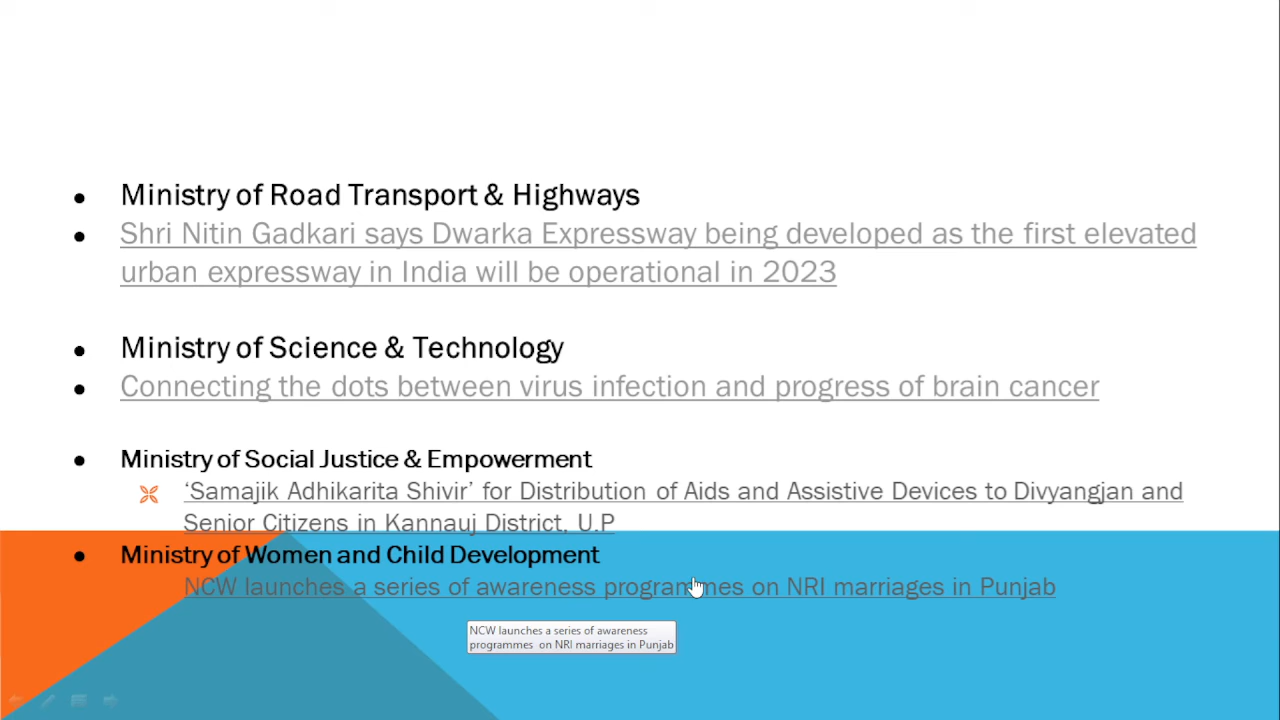 Ministry of Road Transport & Highways
Shri Nitin Gadkari says Dwarka Expressway being developed as the first elevated
urban expressway in India will be operational in 2023
Ministry of Science & Technology
Connecting the dots between virus infection and progress of brain cancer
Ministry of Social Justice & Empowerment
‘Samajik Adhikarita Shivir’ for Distribution of Aids and Assistive Devices to Divyangjan and
Senior Citizens in Kannauj District, U.P
Ministry of Women and Child Development
NCW launches a series of awareness programmes on NRI marriages in Punjab
NCW launches a series of awareness
programmes on NRI marriages in Punjab